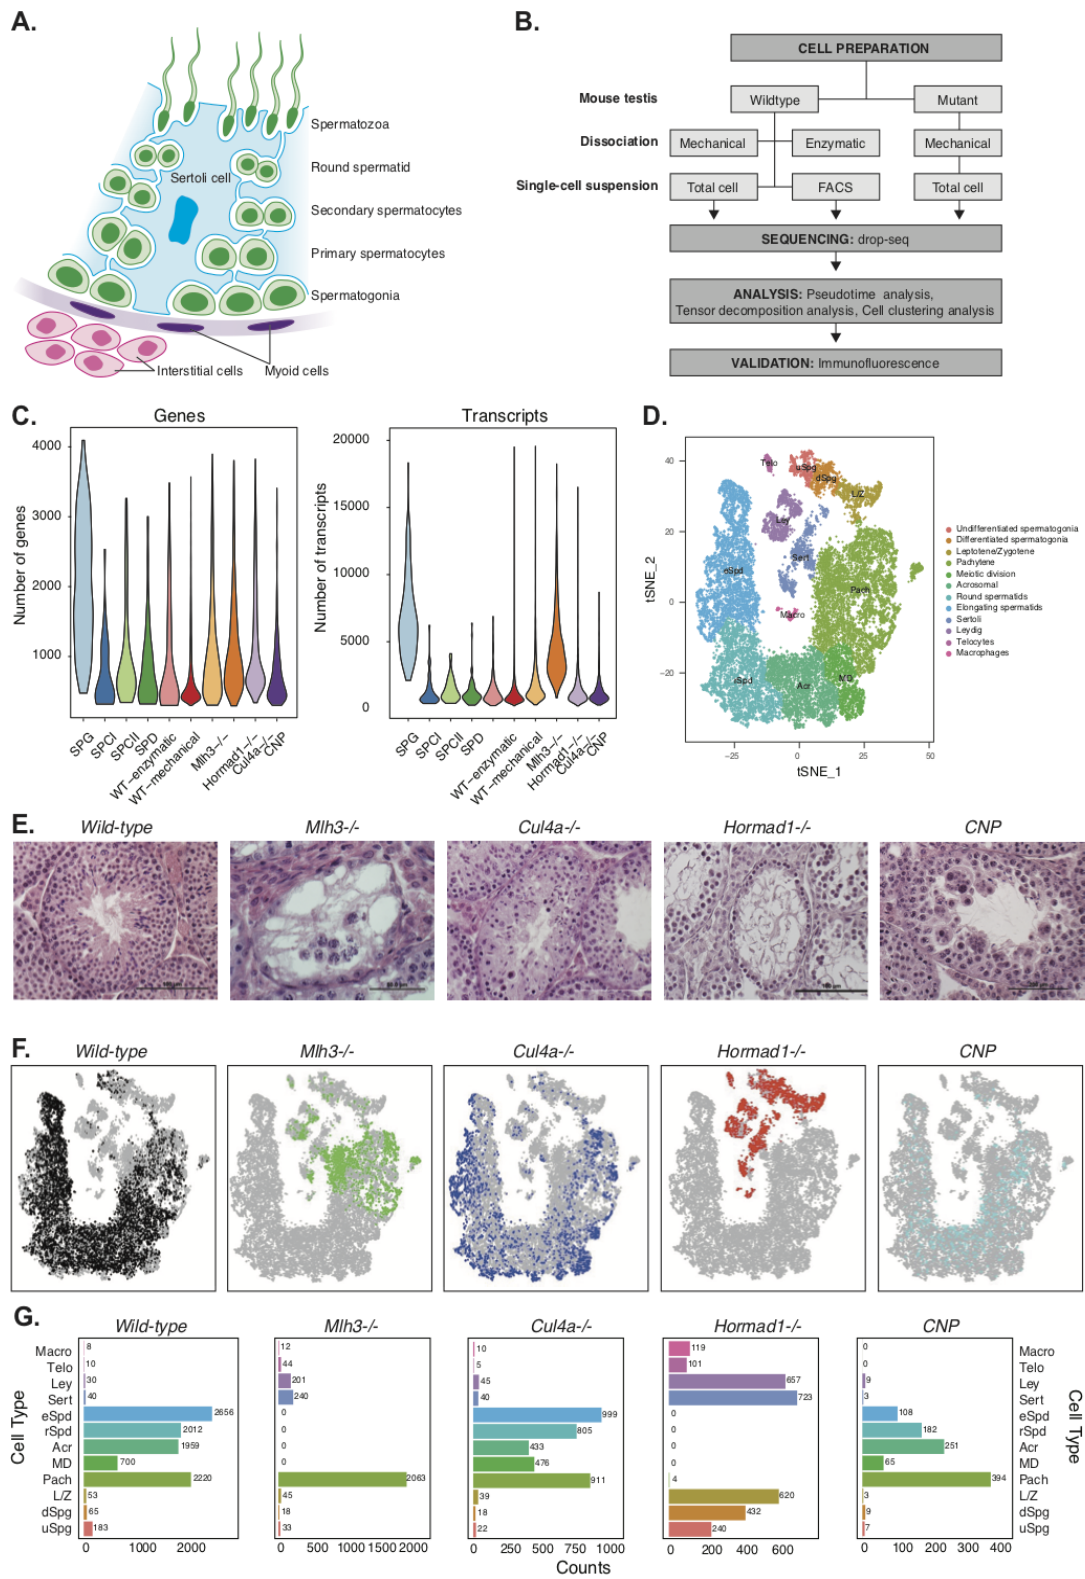 A.
Spermatozoa
Round spermatid
Sertoli cell
Secondary spermatocytes
Primary spermatocytes
Spermatogonia
Interstitial cells
Myoid cells
B.
CELL PREPARATION
Mouse testis
Wildtype
Mutant
Dissociation
Mechanical
Enzymatic
Mechanical
Single-cell suspension
Total cell
FACS
Total cell
SEQUENCING: drop-seq
ANALYSIS: Pseudotime analysis,
Tensor decomposition analysis, Cell clustering analysis
VALIDATION: Immunofluorescence
C.
Genes
Number of genes
4000
3000
2000
1000
SPG
SPCI
SPCII
SPD
WT−enzymatic
WT−mechanical
Mlh3−/−
Hormad1−/−
Cul4a−/−
CNP
Transcripts
Number of transcripts
20000
15000
10000
5000
0
SPG
SPCI
SPCII
SPD
WT−enzymatic
WT−mechanical
Mlh3−/−
Hormad1−/−
Cul4a−/−
CNP
D.
tSNE_2
40
20
0
−20
−25
0
25
50
tSNE_1
Telo
uSpg
dSpg
L/Z
Ley
Sert
eSpd
Pach
Macro
rSpd
Acr
MD
Undifferentiated spermatogonia
Differentiated spermatogonia
Leptotene/Zygotene
Pachytene
Meiotic division
Acrosomal
Round spermatids
Elongating spermatids
Sertoli
Leydig
Telocytes
Macrophages
E.
Wild-type
Mlh3-/-
Cul4a-/-
Hormad1-/-
CNP
F.
Wild-type
Mlh3-/-
Cul4a-/-
Hormad1-/-
CNP
G.
Wild-type
Mlh3-/-
Cul4a-/-
Hormad1-/-
CNP
Cell Type
Macro 8 12 10 119 0 Macro
Telo 10 44 5 101 0 Telo
Ley 30 201 45 657 9 Ley
Sert 40 240 40 723 3 Sert
eSpd 2656 0 999 0 108 eSpd
rSpd 2012 0 805 0 182 rSpd
Acr 1959 0 433 0 251 Acr
MD 700 0 476 0 65 MD
Pach 2220 2063 911 4 394 Pach
L/Z 53 45 39 620 3 L/Z
dSpg 65 18 18 432 9 dSpg
uSpg 183 33 22 240 7 uSpg
Cell Type
0 1000 2000
0 500 1000 1500 2000
0 250 500 750 1000
0 200 400 600
0 100 200 300 400
Counts